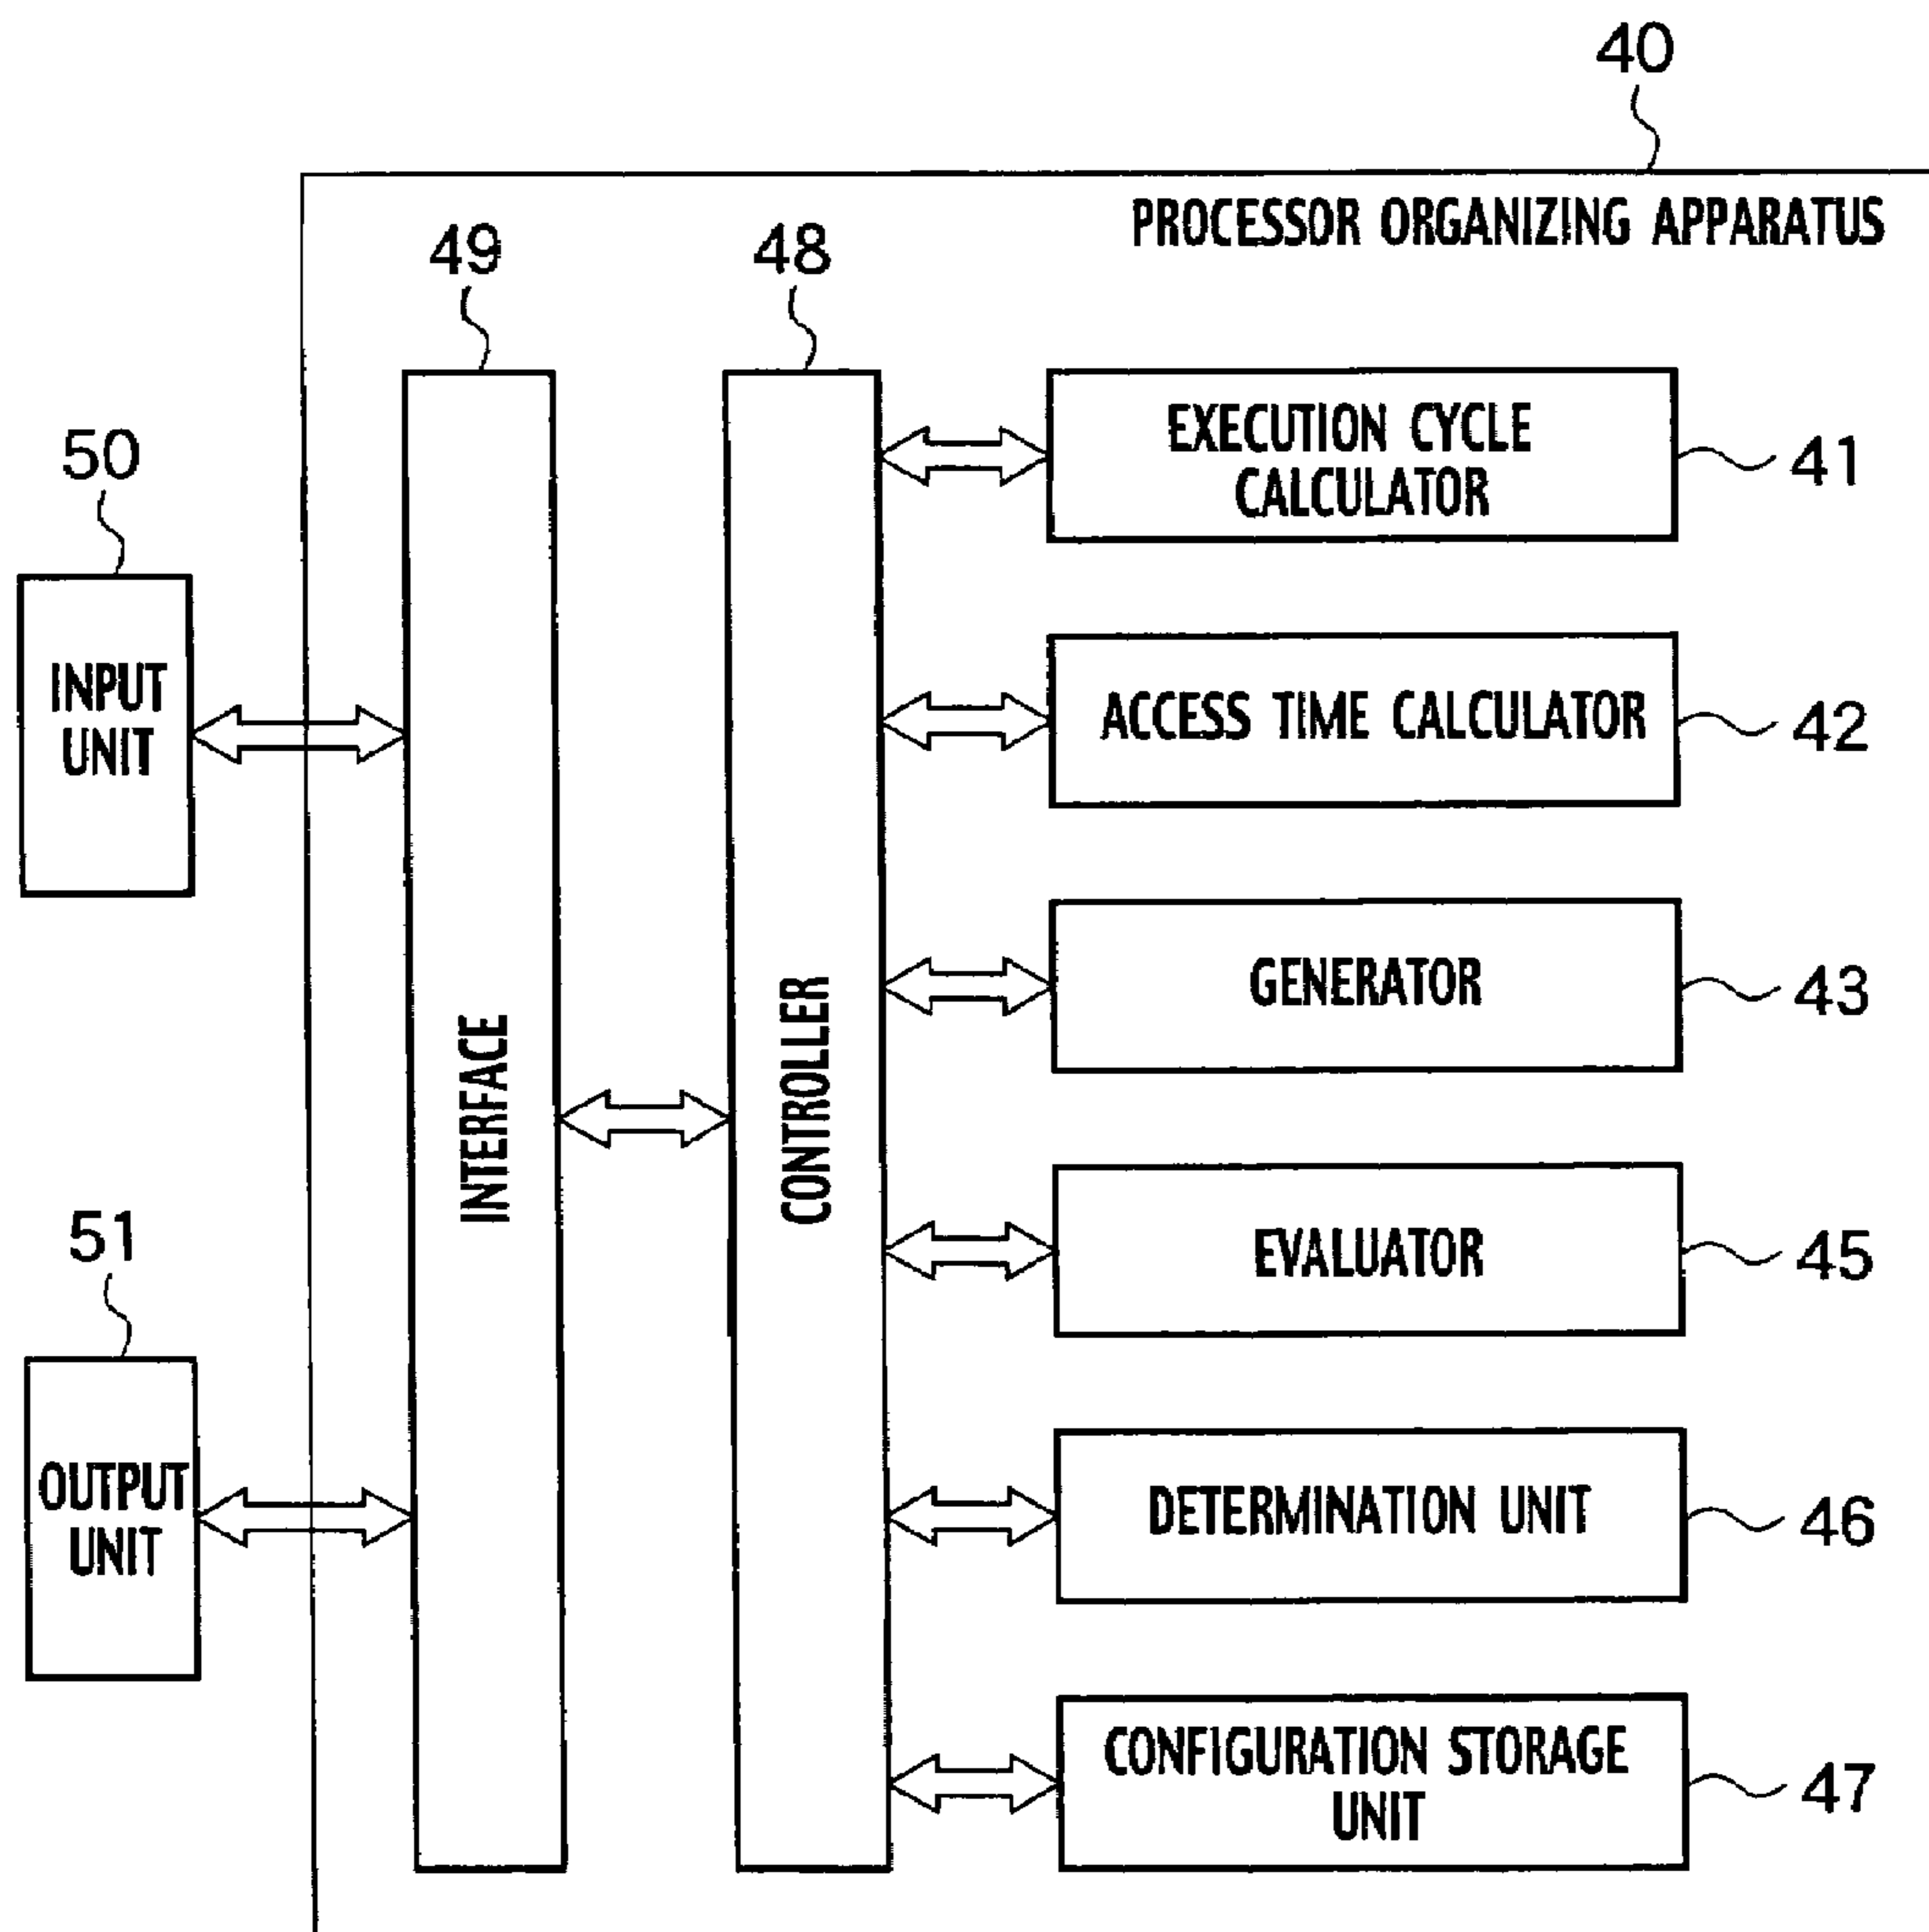 40
PROCESSOR ORGANIZING APPARATUS
49
48
EXECUTION CYCLE
CALCULATOR
41
50
INPUT
UNIT
ACCESS TIME CALCULATOR
42
GENERATOR
43
INTERFACE
CONTROLLER
EVALUATOR
45
51
OUTPUT
UNIT
DETERMINATION UNIT
46
CONFIGURATION STORAGE
UNIT
47